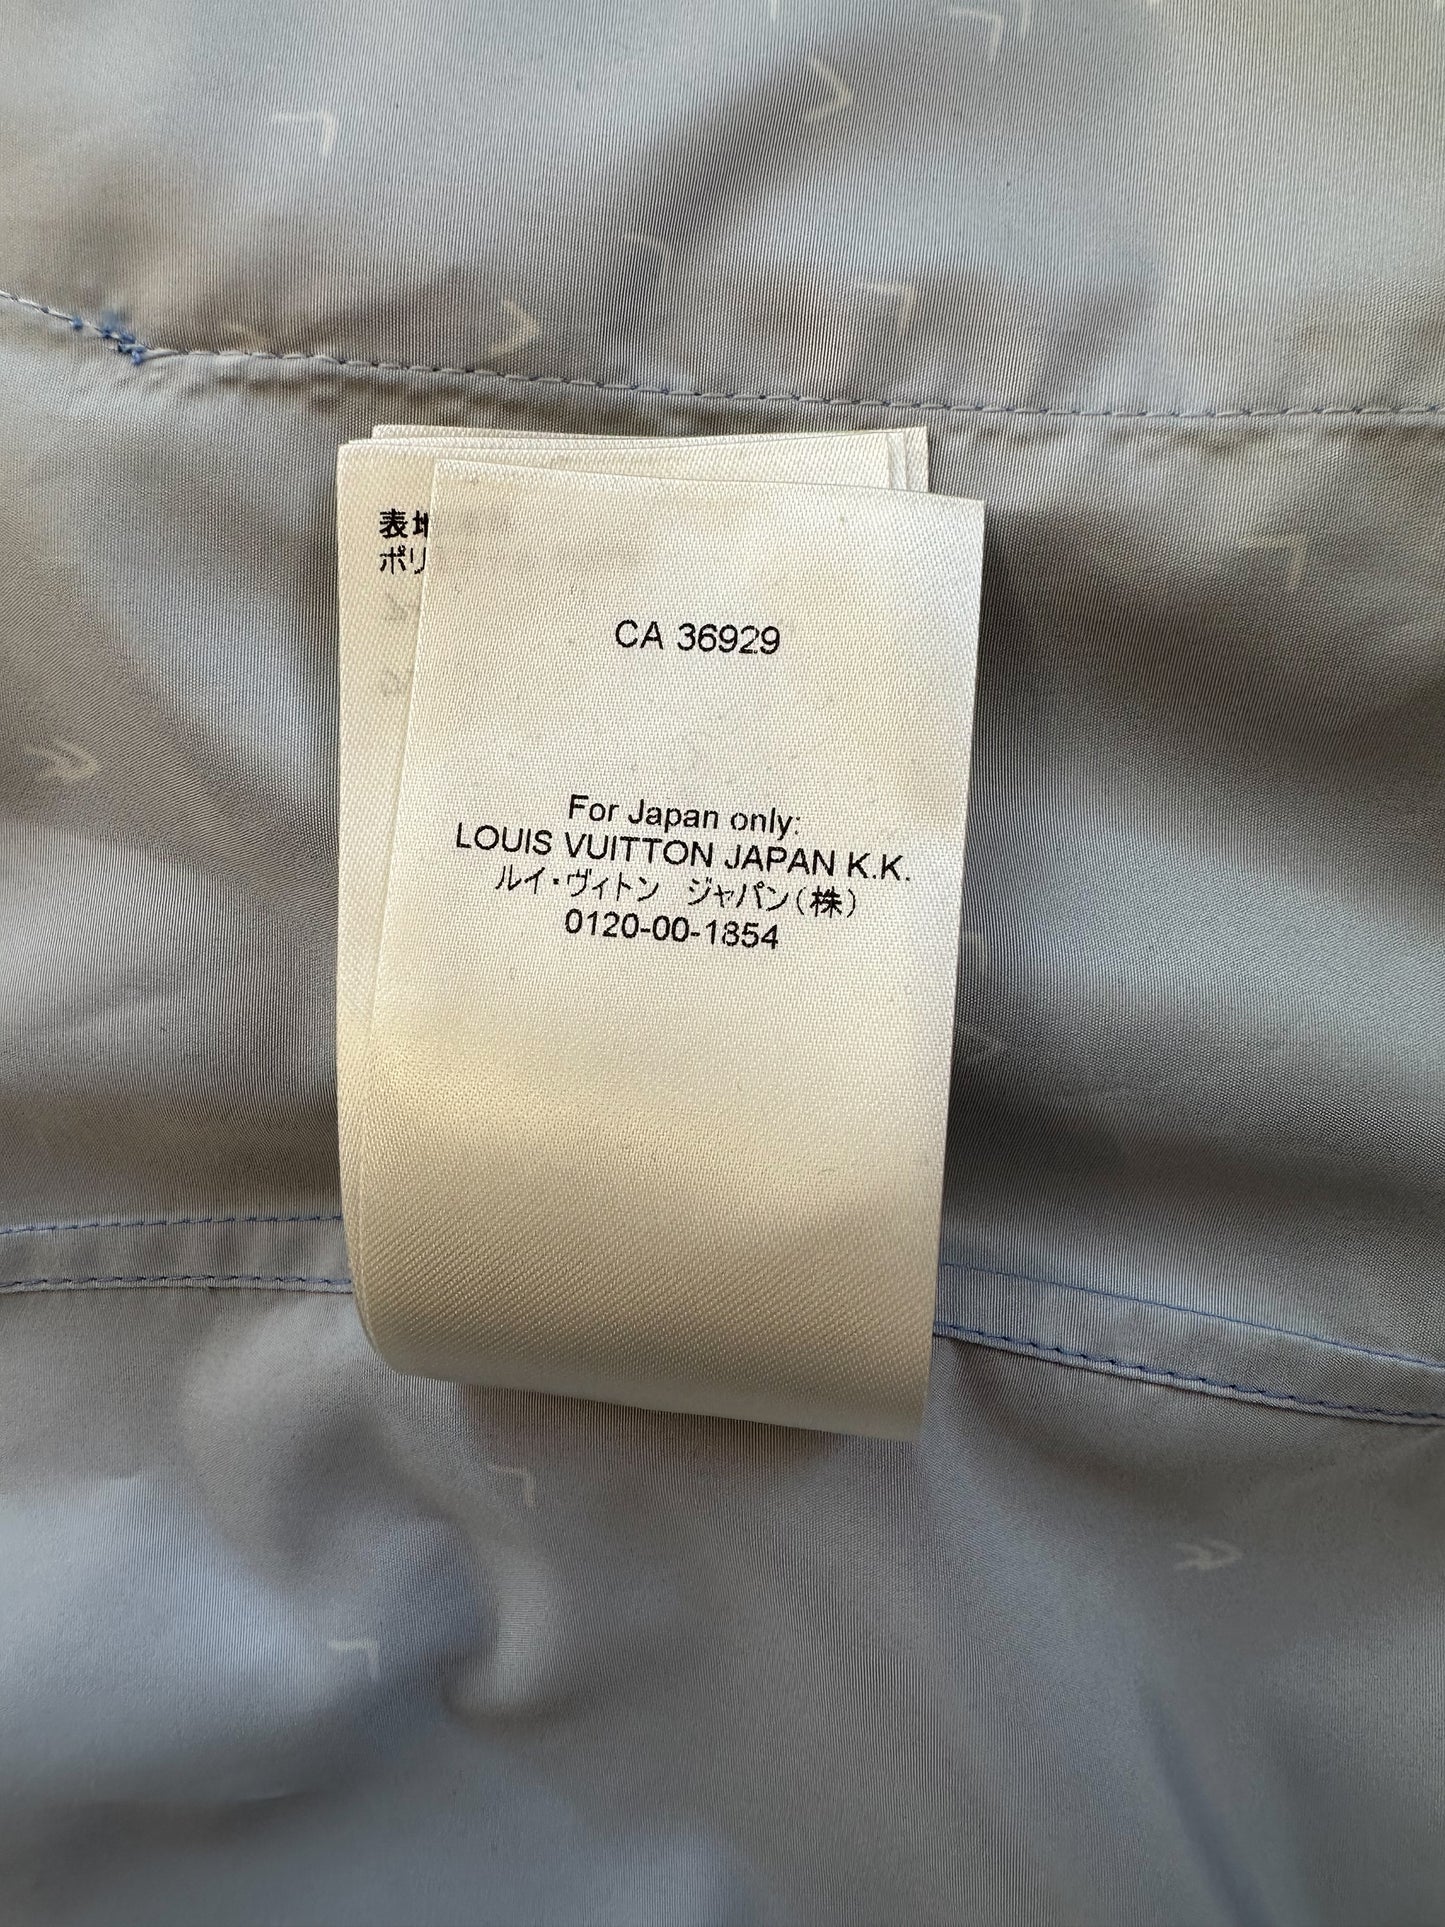 表地
ポリ
CA 36929
For Japan only:
LOUIS VUITTON JAPAN K.K.
ルイ・ヴィトン ジャパン(株)
0120-00-1854